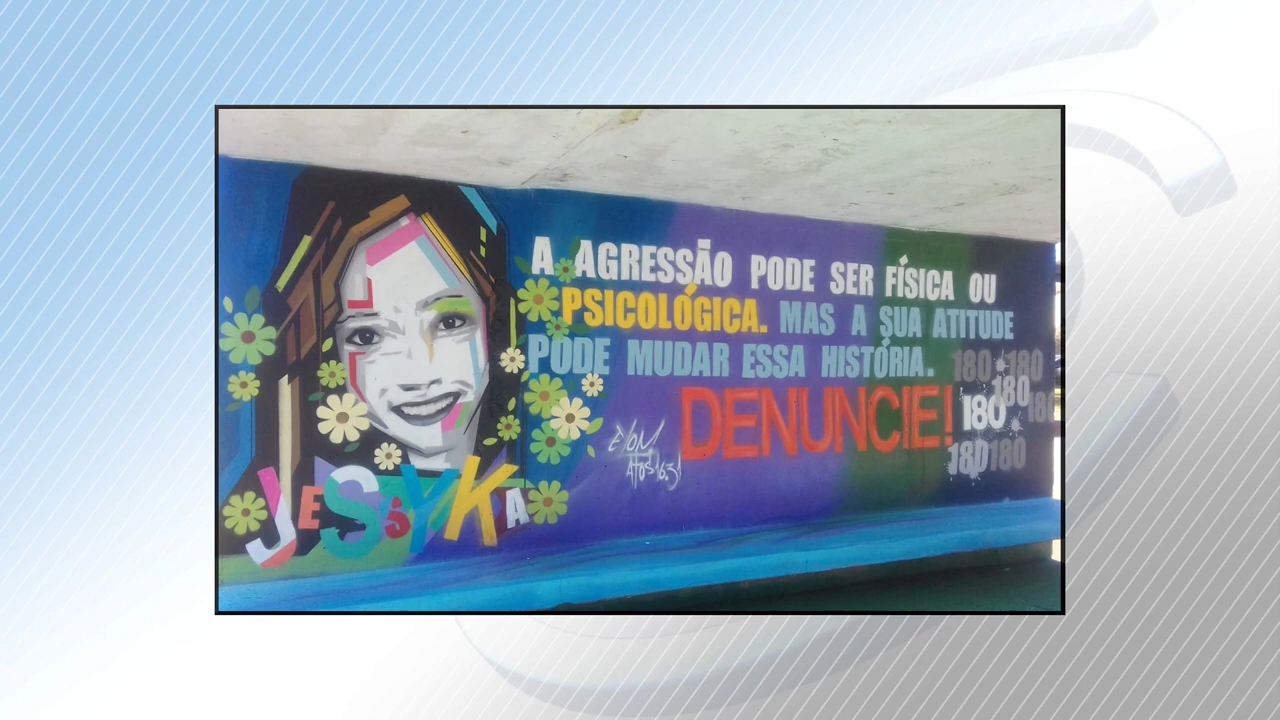 A AGRESSÃO PODE SER FÍSICA OU
PSICOLÓGICA. MAS A SUA ATITUDE
PODE MUDAR ESSA HISTÓRIA.
DENUNCIE!
180 180
180
180 180
180 180
JESSYKA